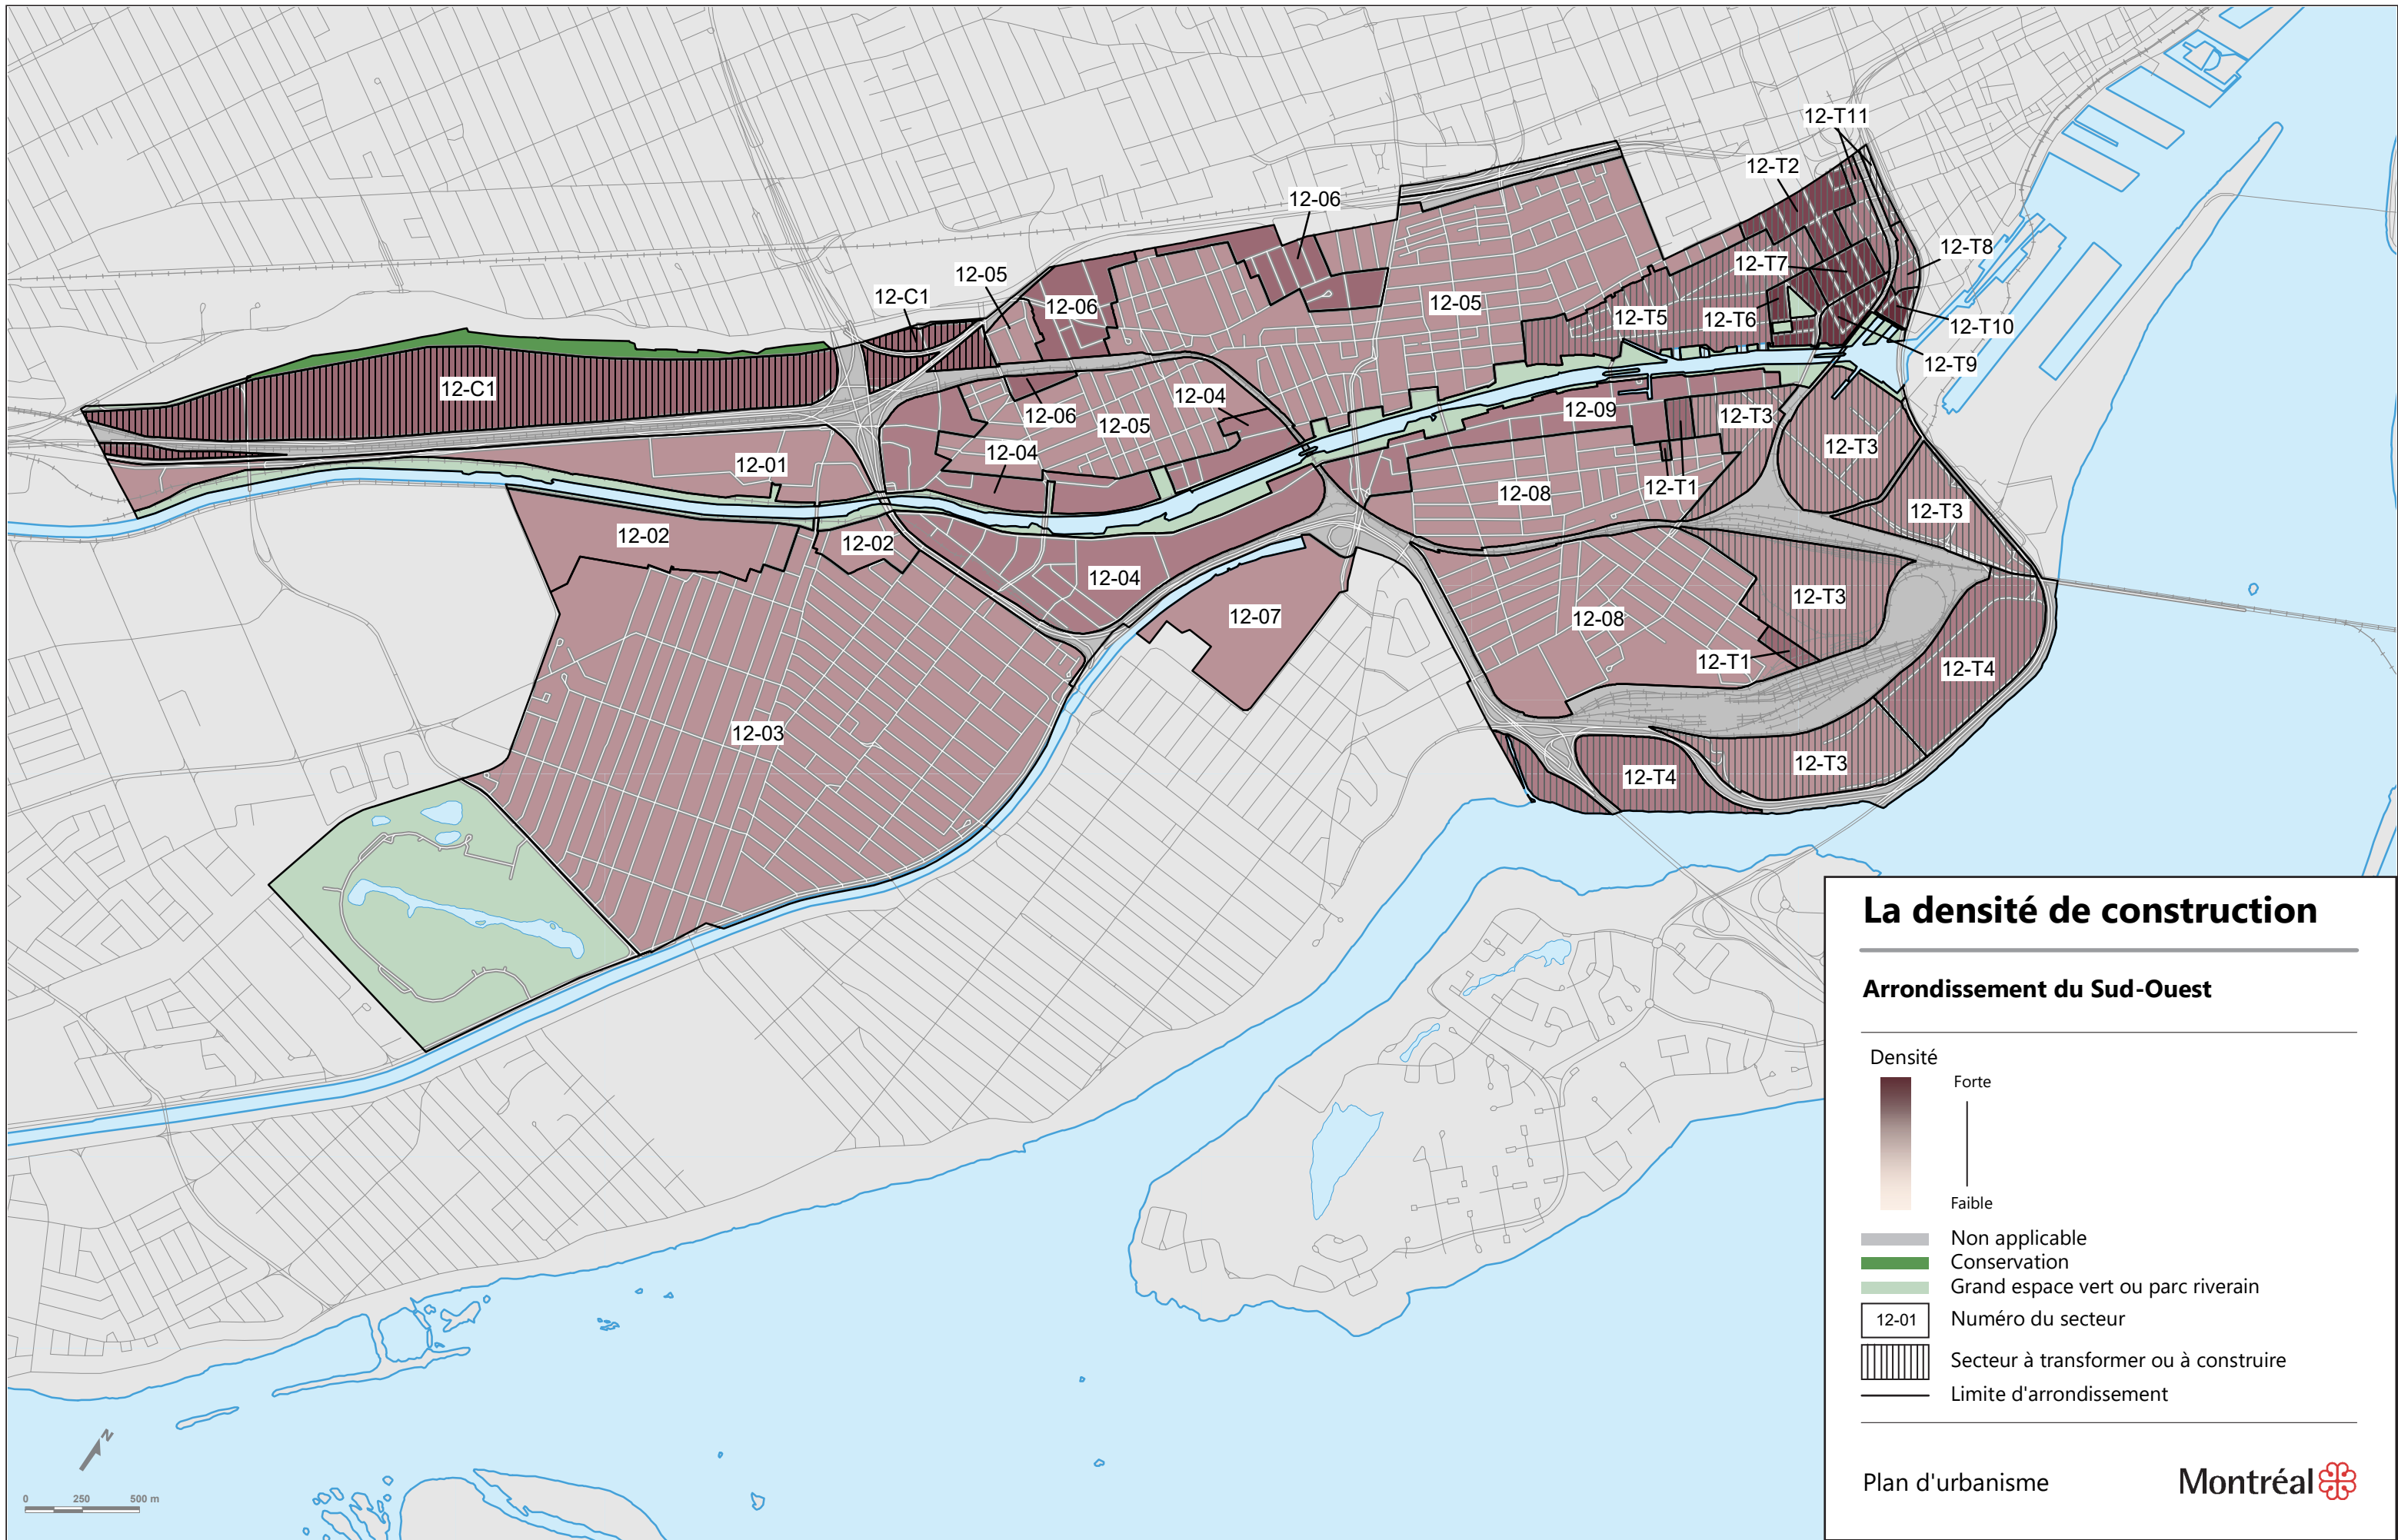 12-T11
12-T2
12-06
12-T8
12-T7
12-05
12-C1
12-06
12-05
12-T5
12-T6
12-T10
12-T9
12-C1
12-04
12-06
12-05
12-09
12-T3
12-T3
12-04
12-01
12-T1
12-08
12-T3
12-02
12-02
12-04
12-T3
12-07
12-08
12-T1
12-T4
12-03
12-T3
12-T4
La densité de construction
Arrondissement du Sud-Ouest
Densité
Forte
Faible
Non applicable
Conservation
Grand espace vert ou parc riverain
12-01 Numéro du secteur
Secteur à transformer ou à construire
Limite d'arrondissement
Plan d'urbanisme
Montréal
N
0 250 500 m